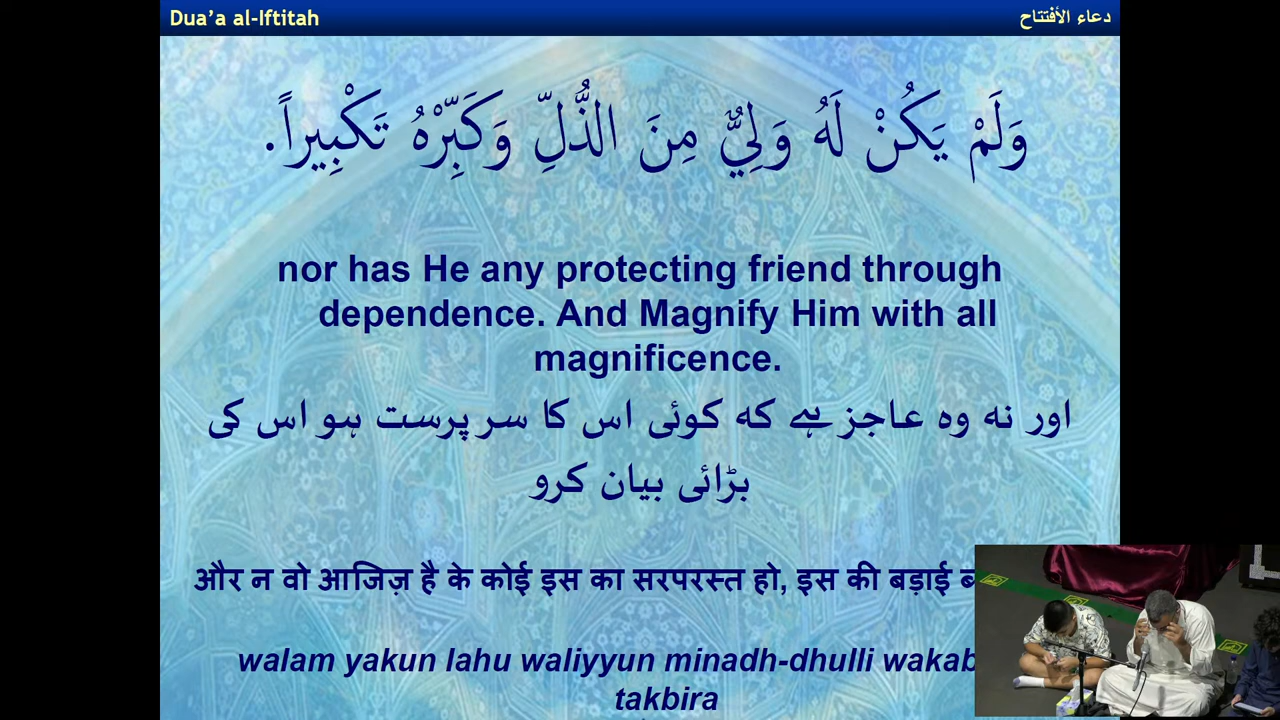 Dua’a al-Iftitah
دعاء الأفتتاح
وَلَمْ يَكُنْ لَهُ وَلِيٌّ مِنَ الذُّلِّ وَكَبِّرْهُ تَكْبِيراً.
nor has He any protecting friend through
dependence. And Magnify Him with all
magnificence.
اور نہ وہ عاجز ہے کہ کوئی اس کا سرپرست ہو اس کی
بڑائی بیان کرو
और न वो आजिज़ है के कोई इस का सरपरस्त हो, इस की बड़ाई
walam yakun lahu waliyyun minadh-dhulli
takbira